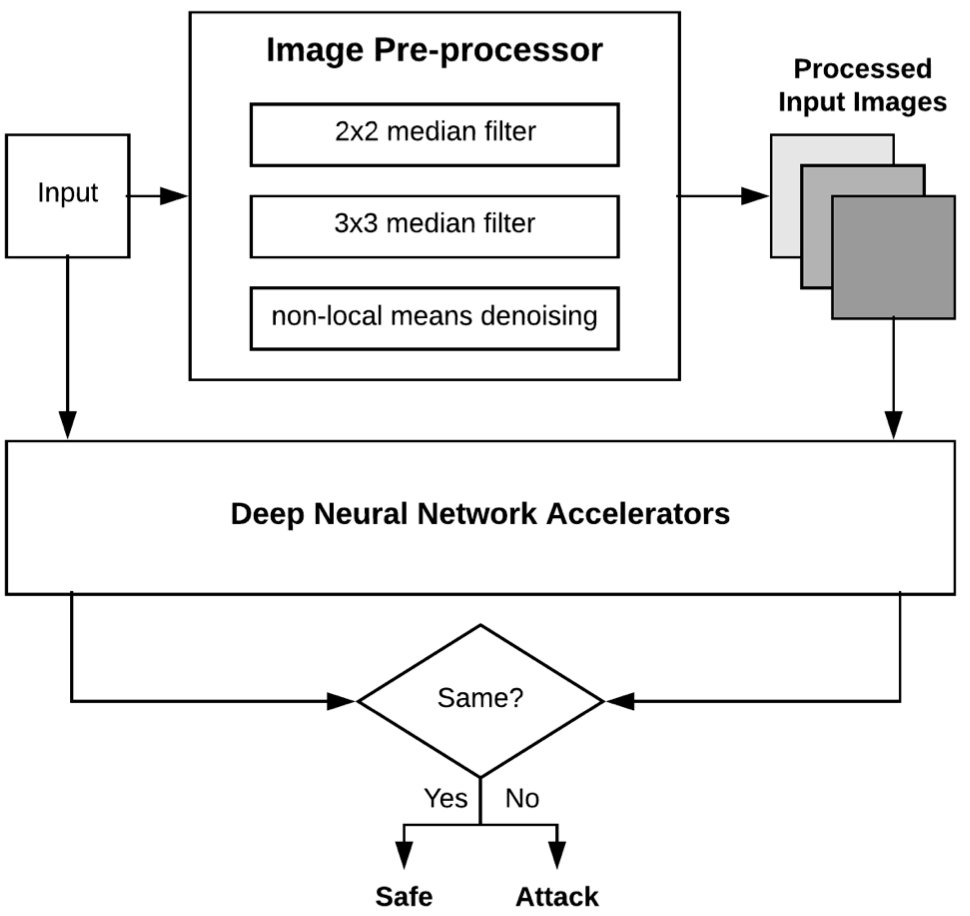 Image Pre-processor
Processed
Input Images
2x2 median filter
Input
3x3 median filter
non-local means denoising
Deep Neural Network Accelerators
Same?
Yes
No
Safe
Attack